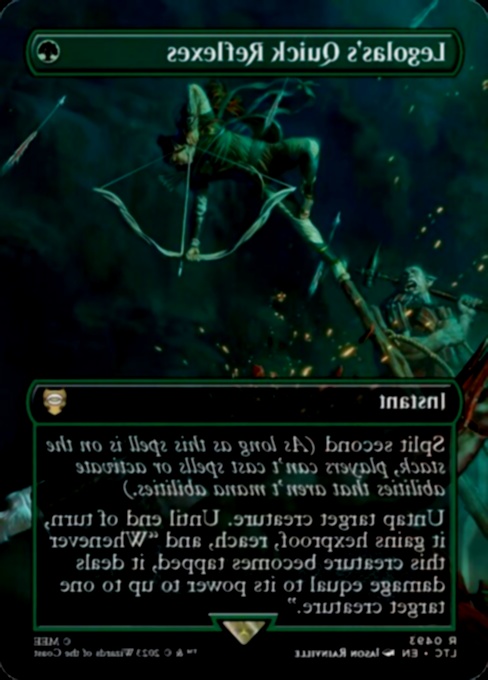 Legolas's Quick Reflexes
Instant
Split second (As long as this spell is on the
stack, players can't cast spells or activate
abilities that aren't mana abilities.)
Untap target creature. Until end of turn,
it gains hexproof, reach, and "Whenever
this creature becomes tapped, it deals
damage equal to its power to up to one
target creature."
R 0493
LTC • EN Jason Rainville
© MEE
™ & © 2023 Wizards of the Coast